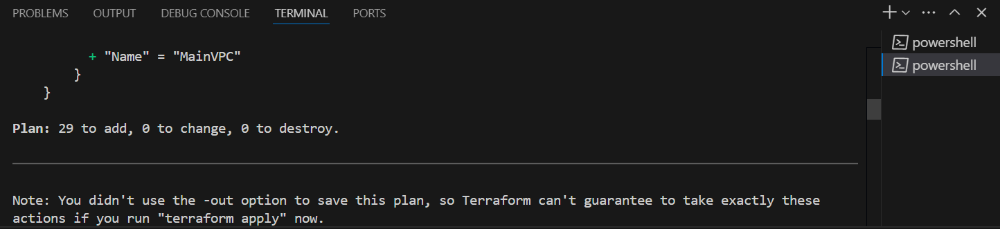 PROBLEMS OUTPUT DEBUG CONSOLE TERMINAL PORTS
powershell
powershell
+ "Name" = "MainVPC"
}
}
Plan: 29 to add, 0 to change, 0 to destroy.
Note: You didn't use the -out option to save this plan, so Terraform can't guarantee to take exactly these
actions if you run "terraform apply" now.